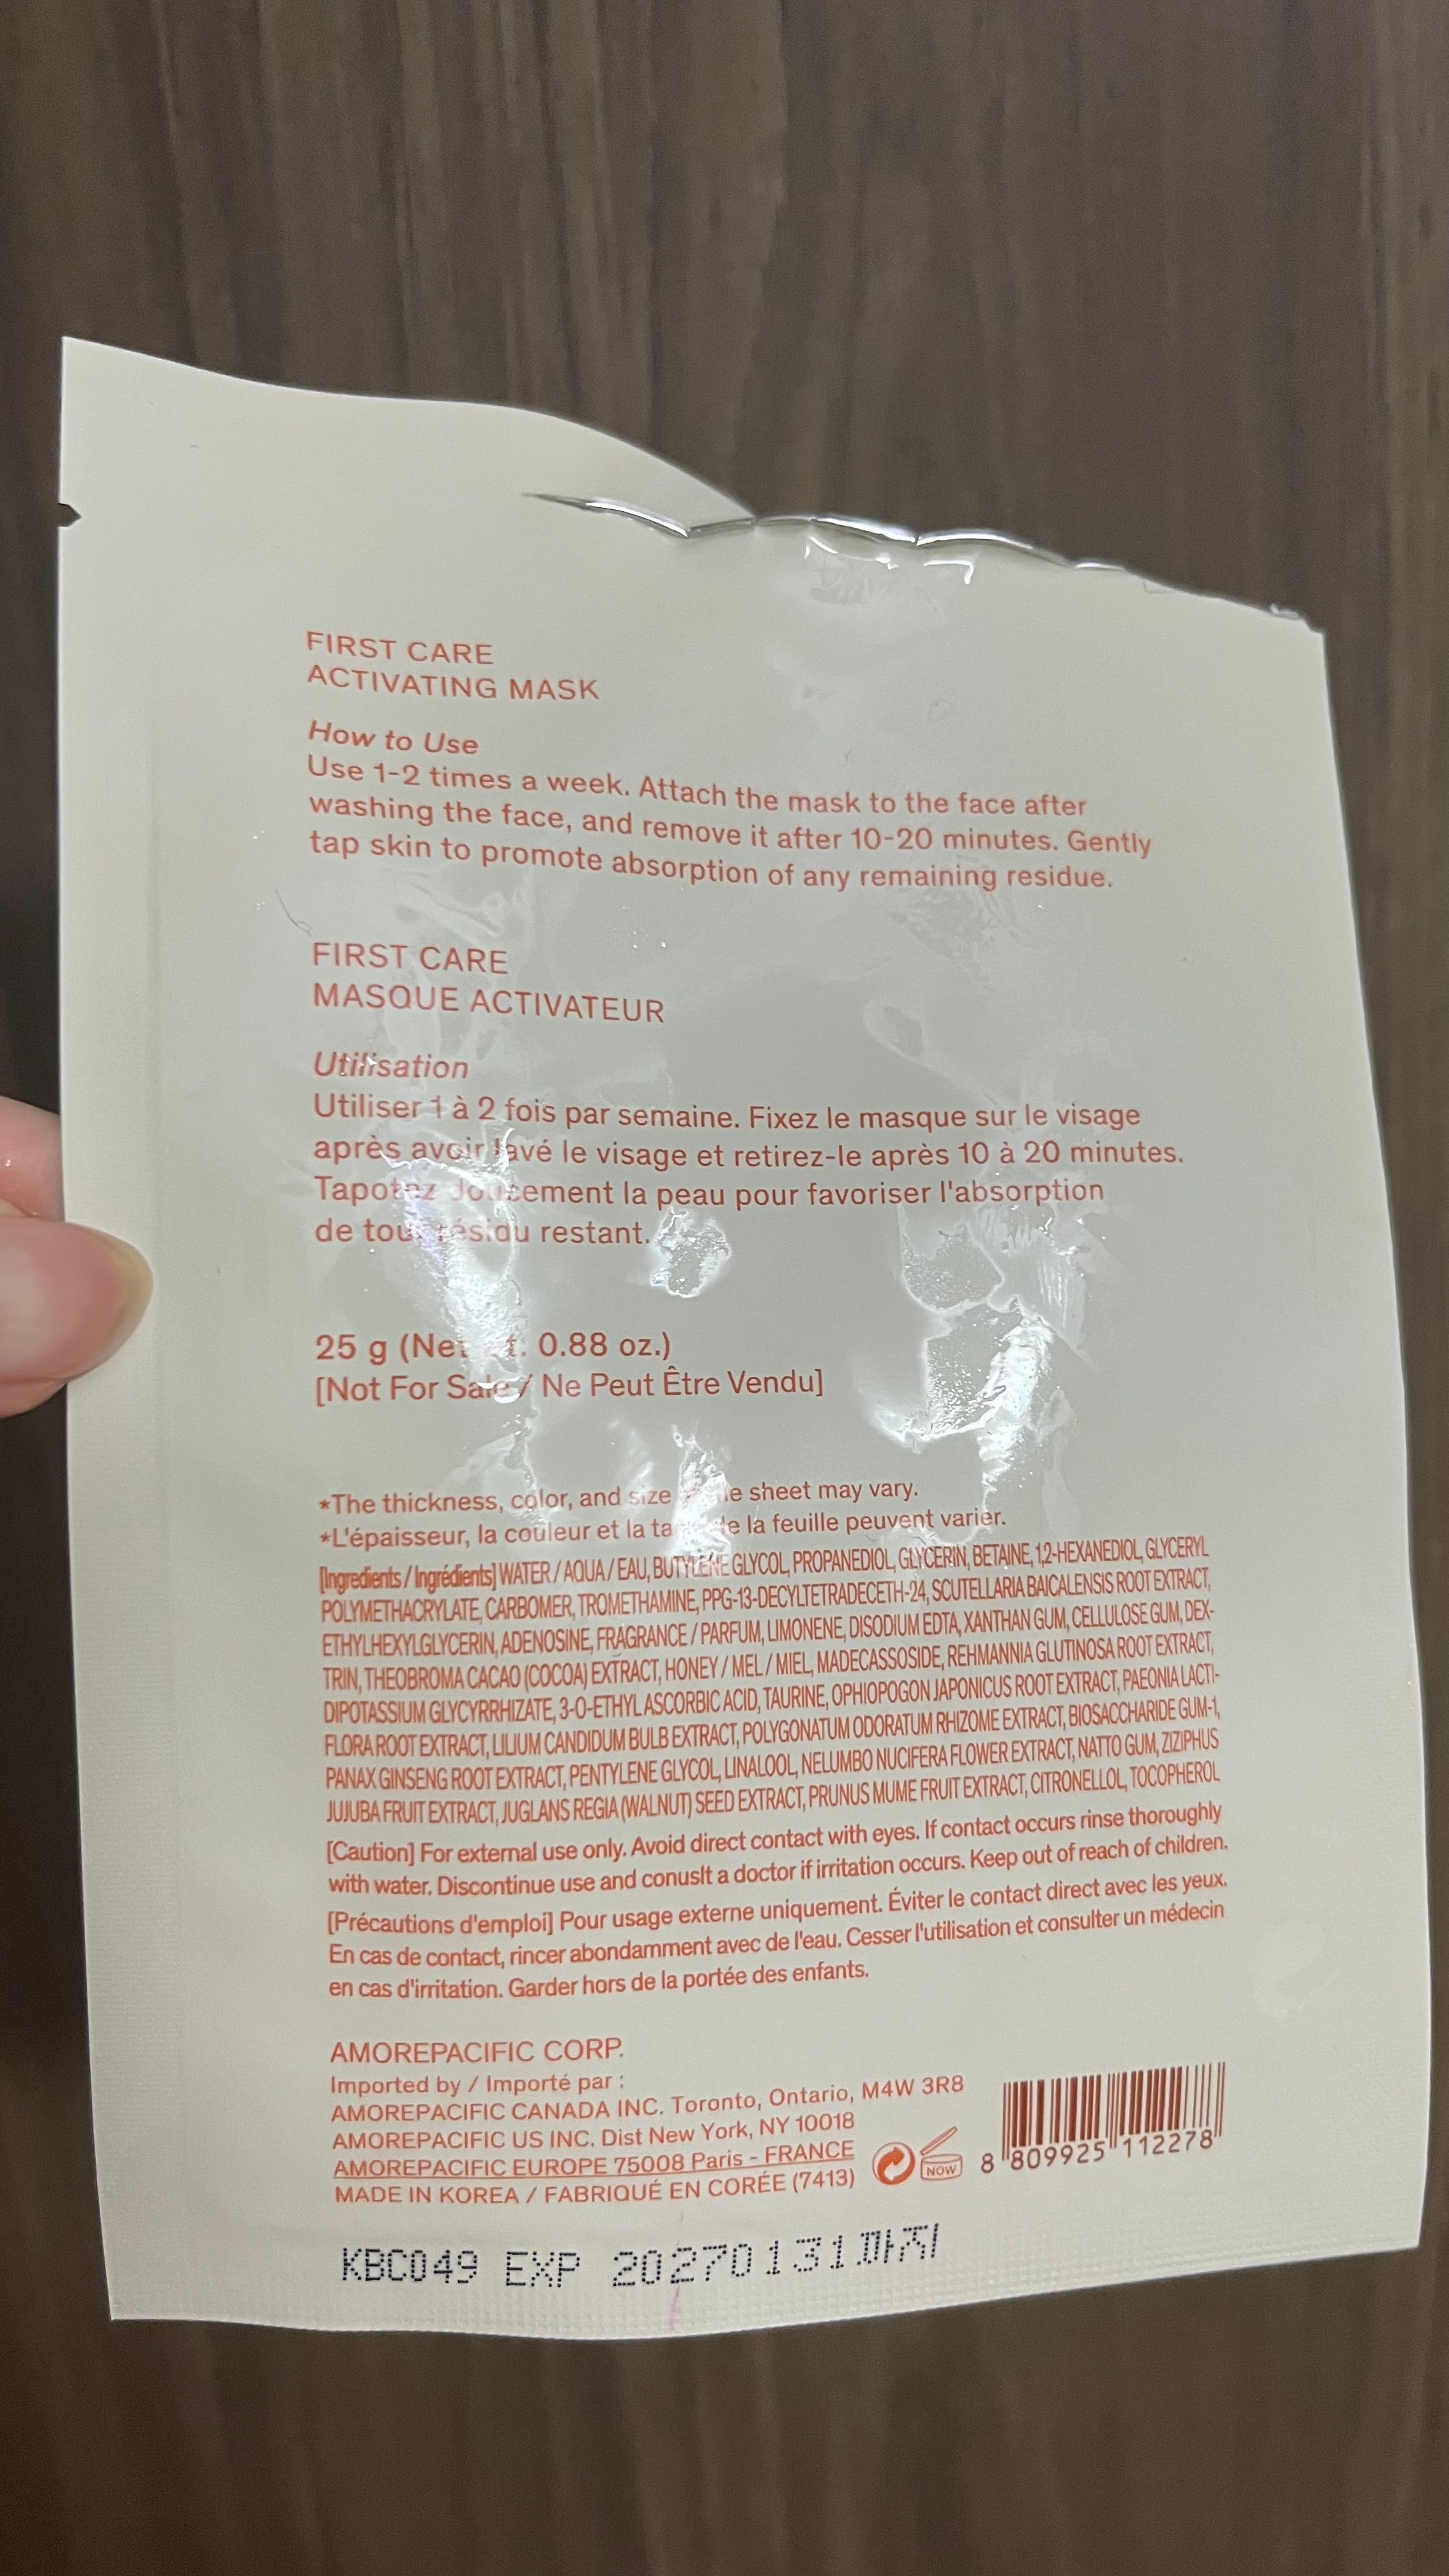 FIRST CARE
ACTIVATING MASK
How to Use
Use 1-2 times a week. Attach the mask to the face after
washing the face, and remove it after 10-20 minutes. Gently
tap skin to promote absorption of any remaining residue.
FIRST CARE
MASQUE ACTIVATEUR
Utilisation
Utiliser 1 à 2 fois par semaine. Fixez le masque sur le visage
après avoir lavé le visage et retirez-le après 10 à 20 minutes.
Tapotez doucement la peau pour favoriser l'absorption
de tout résidu restant.
25 g (Net 0.88 oz.)
[Not For Sale / Ne Peut Être Vendu]
*The thickness, color, and size sheet may vary.
*L'épaisseur, la couleur et la la feuille peuvent varier.
[Ingredients / Ingrédients] WATER / AQUA / EAU, BUTYLENE GLYCOL, PROPANEDIOL, GLYCERIN, BETAINE, 1,2-HEXANEDIOL, GLYCERYL
POLYMETHACRYLATE, CARBOMER, TROMETHAMINE, PPG-13-DECYLTETRADECETH-24, SCUTELLARIA BAICALENSIS ROOT EXTRACT,
ETHYLHEXYLGLYCERIN, ADENOSINE, FRAGRANCE / PARFUM, LIMONENE, DISODIUM EDTA, XANTHAN GUM, CELLULOSE GUM, DEX-
TRIN, THEOBROMA CACAO (COCOA) EXTRACT, HONEY / MEL / MIEL, MADECASSOSIDE, REHMANNIA GLUTINOSA ROOT EXTRACT,
DIPOTASSIUM GLYCYRRHIZATE, 3-O-ETHYL ASCORBIC ACID, TAURINE, OPHIOPOGON JAPONICUS ROOT EXTRACT, PAEONIA LACTI-
FLORA ROOT EXTRACT, LILIUM CANDIDUM BULB EXTRACT, POLYGONATUM ODORATUM RHIZOME EXTRACT, BIOSACCHARIDE GUM-1,
PANAX GINSENG ROOT EXTRACT, PENTYLENE GLYCOL, LINALOOL, NELUMBO NUCIFERA FLOWER EXTRACT, NATTO GUM, ZIZIPHUS
JUJUBA FRUIT EXTRACT, JUGLANS REGIA (WALNUT) SEED EXTRACT, PRUNUS MUME FRUIT EXTRACT, CITRONELLOL, TOCOPHEROL
[Caution] For external use only. Avoid direct contact with eyes. If contact occurs rinse thoroughly
with water. Discontinue use and conuslt a doctor if irritation occurs. Keep out of reach of children.
[Précautions d'emploi] Pour usage externe uniquement. Éviter le contact direct avec les yeux.
En cas de contact, rincer abondamment avec de l'eau. Cesser l'utilisation et consulter un médecin
en cas d'irritation. Garder hors de la portée des enfants.
AMOREPACIFIC CORP.
Imported by / Importé par :
AMOREPACIFIC CANADA INC. Toronto, Ontario, M4W 3R8
AMOREPACIFIC US INC. Dist New York, NY 10018
AMOREPACIFIC EUROPE 75008 Paris - FRANCE
MADE IN KOREA / FABRIQUÉ EN CORÉE (7413)
NOW
8 809925 112278
KBC049 EXP 20270131까지